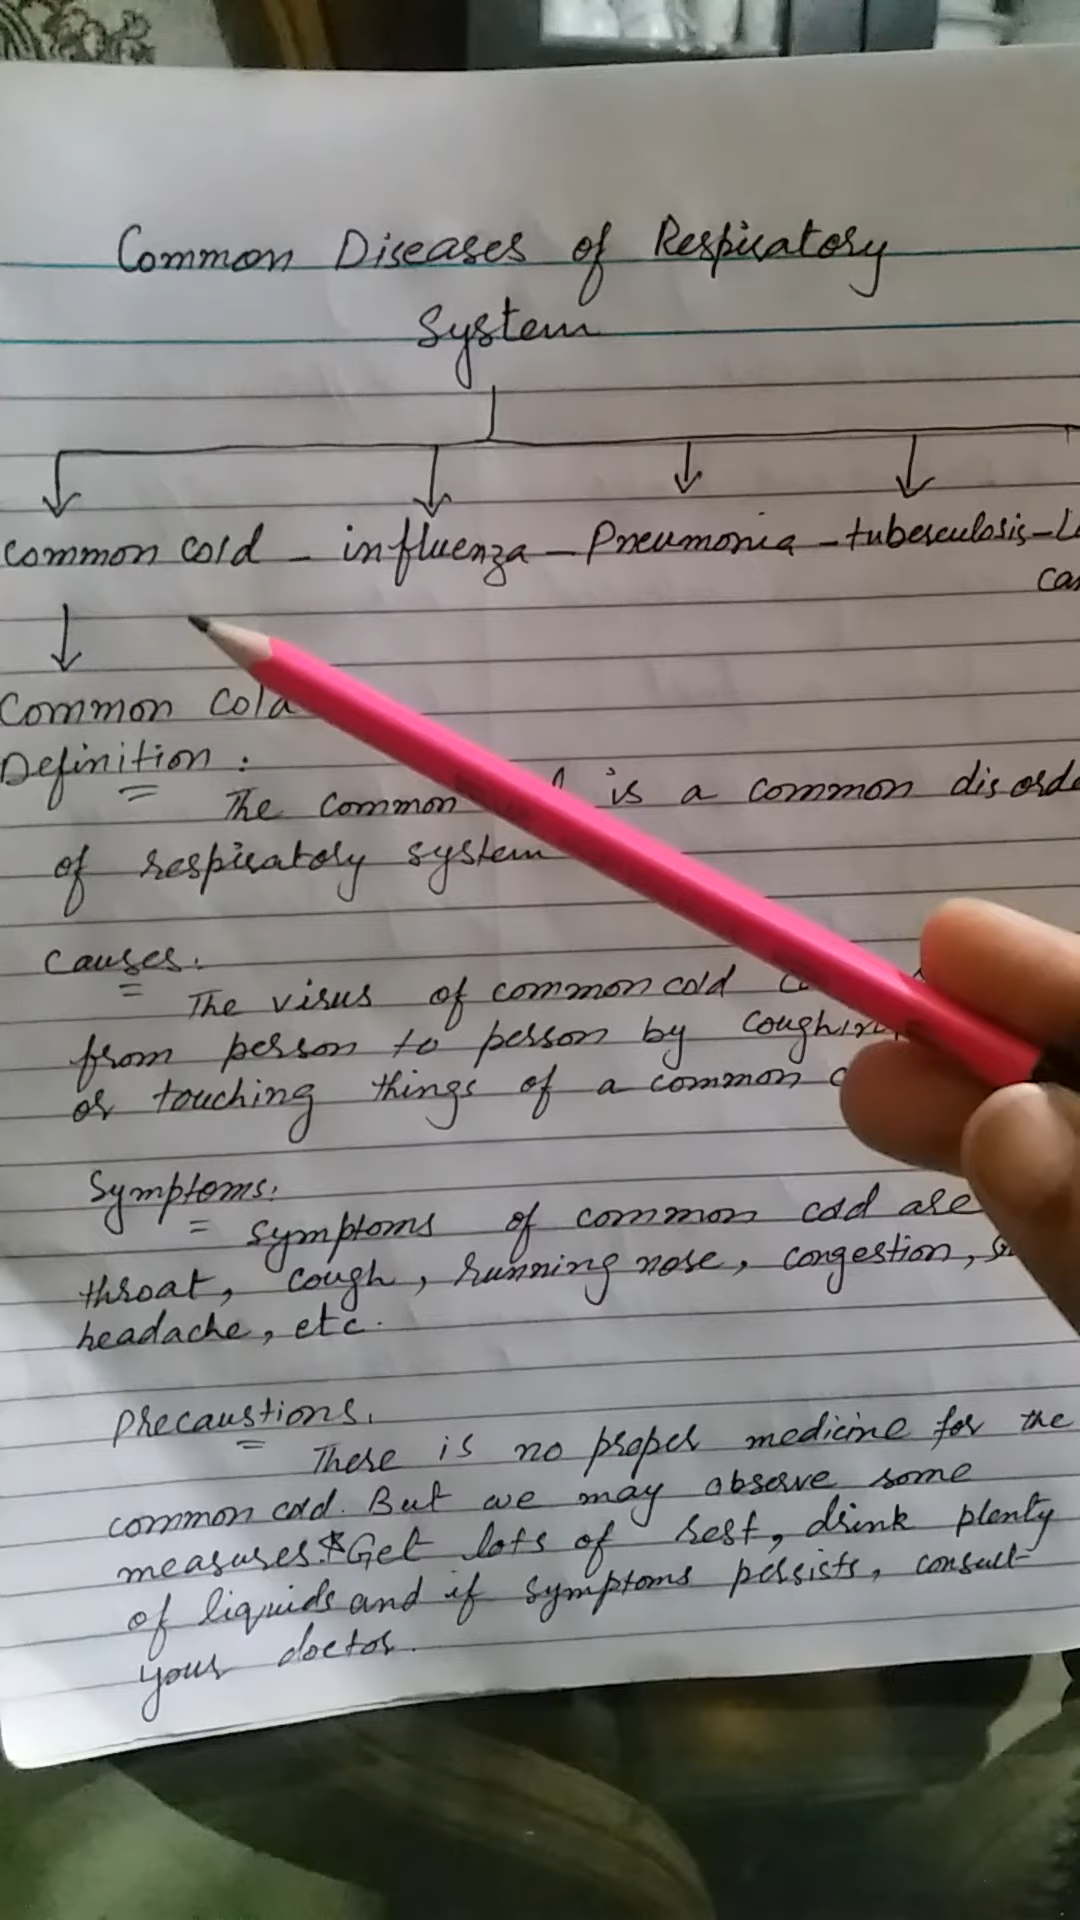 Common Diseases of Respiratory
System
common cold - influenza - Pneumonia - tuberculosis -
Common Cold
Definition :
The common is a common
of respiratory system
Causes:
The virus of common cold
from person to person by
or touching things of a common
Symptoms:
symptoms of common cold are
throat, cough, running nose, congestion,
headache, etc.
Precaustions.
There is no proper medicine for the
common cold. But we may observe some
measures.*Get lots of rest, drink plenty
of liquids and if symptoms persists, consult
your doctor.